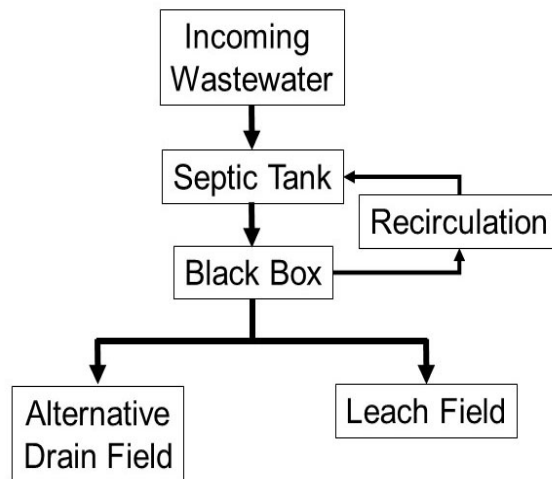 Incoming
Wastewater
Septic Tank
Recirculation
Black Box
Alternative
Drain Field
Leach Field